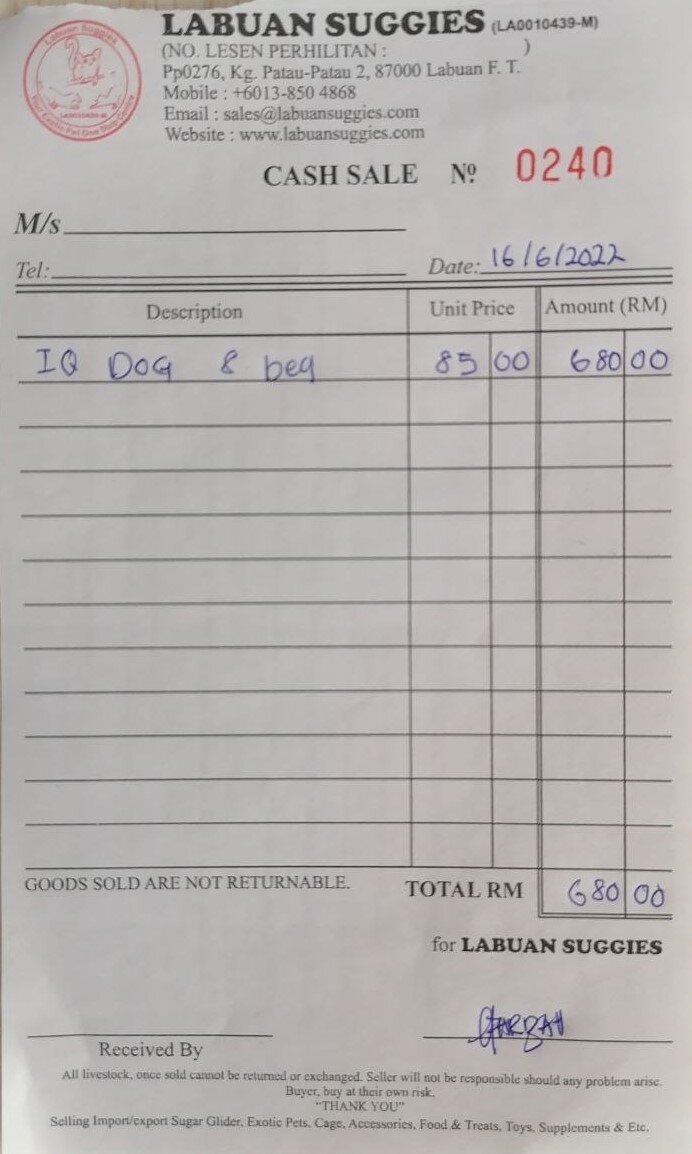 Labuan Suggies
LA0010439-M
LABUAN SUGGIES (LA0010439-M)
(NO. LESEN PERHILITAN : )
Pp0276, Kg. Patau-Patau 2, 87000 Labuan F. T.
Mobile : +6013-850 4868
Email : sales@labuansuggies.com
Website : www.labuansuggies.com
CASH SALE Nº 0240
M/s
Tel: Date: 16/6/2022
Description Unit Price Amount (RM)
IQ DOG 8 beg 85 00 680 00
GOODS SOLD ARE NOT RETURNABLE. TOTAL RM 680 00
for LABUAN SUGGIES
Received By
All livestock, once sold cannot be returned or exchanged. Seller will not be responsible should any problem arise.
Buyer, buy at their own risk.
"THANK YOU"
Selling Import/export Sugar Glider, Exotic Pets, Cage, Accessories, Food & Treats, Toys, Supplements & Etc.